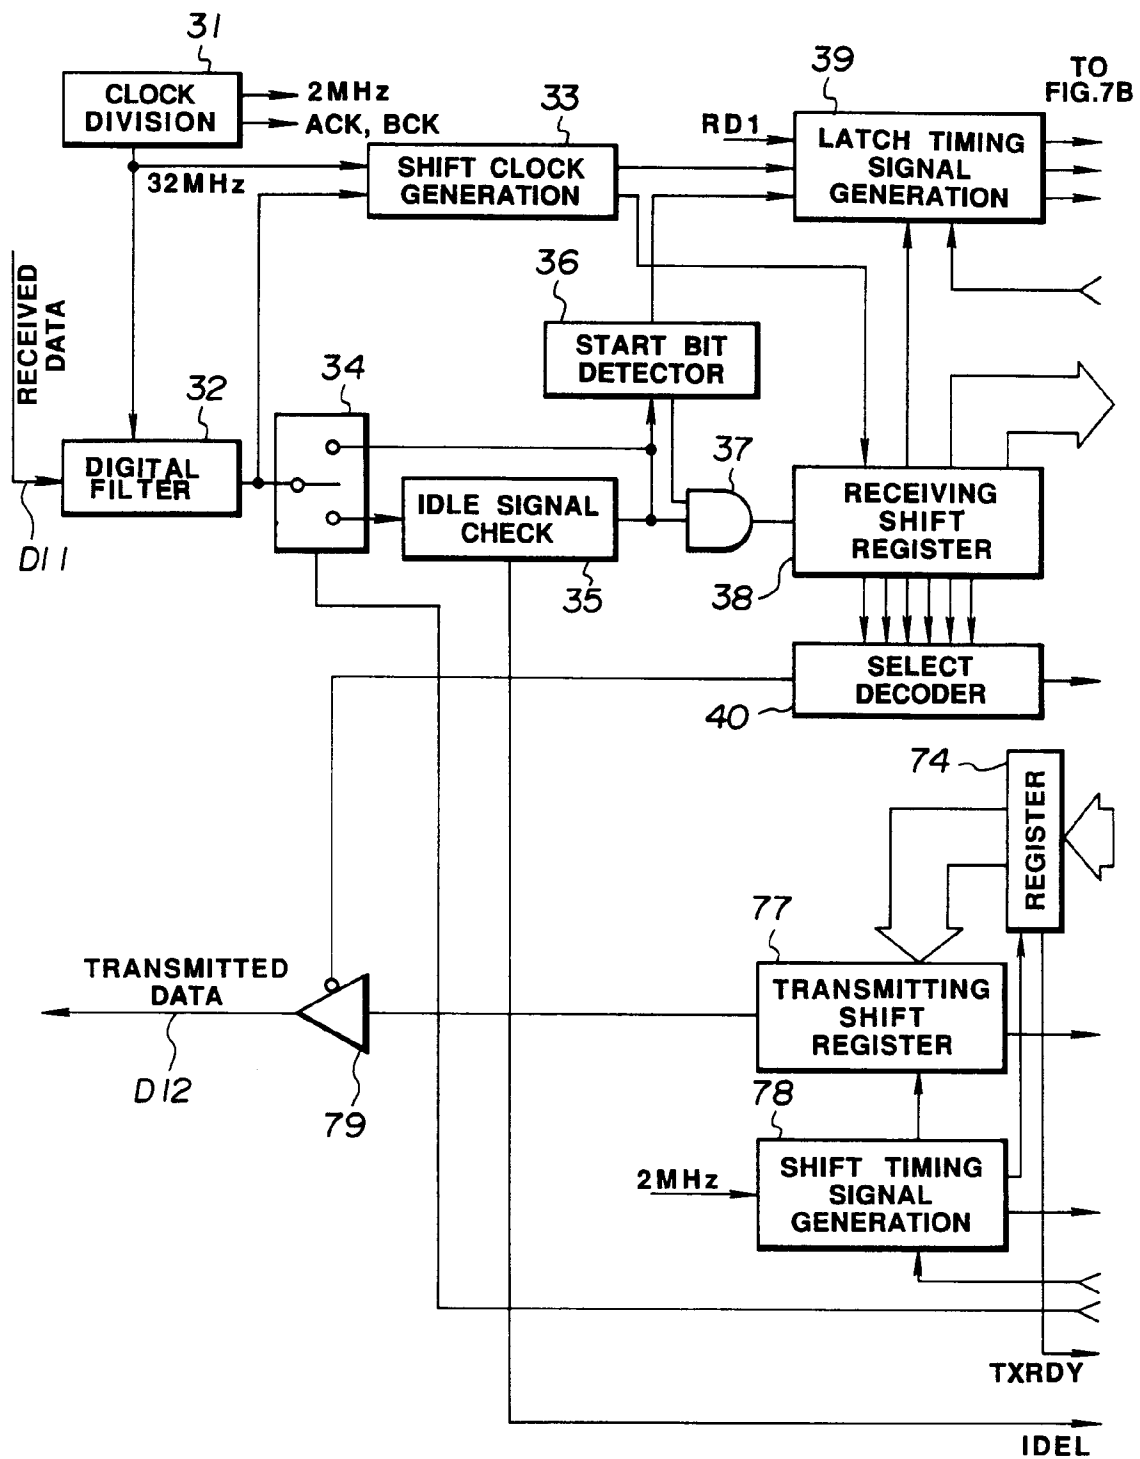 31
CLOCK
DIVISION
2MHz
ACK, BCK
32MHz
33
SHIFT CLOCK
GENERATION
RD1
39
LATCH TIMING
SIGNAL
GENERATION
TO
FIG.7B
RECEIVED
DATA
D11
32
DIGITAL
FILTER
34
36
START BIT
DETECTOR
IDLE SIGNAL
CHECK
35
37
RECEIVING
SHIFT
REGISTER
38
SELECT
DECODER
40
74
REGISTER
77
TRANSMITTING
SHIFT
REGISTER
TRANSMITTED
DATA
D12
79
78
2MHz
SHIFT TIMING
SIGNAL
GENERATION
TXRDY
IDEL